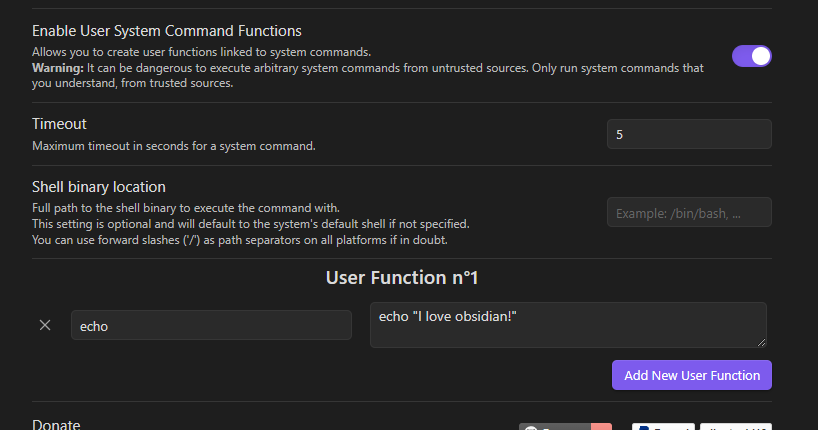 Enable User System Command Functions
Allows you to create user functions linked to system commands.
Warning: It can be dangerous to execute arbitrary system commands from untrusted sources. Only run system commands that
you understand, from trusted sources.
Timeout
Maximum timeout in seconds for a system command.
5
Shell binary location
Full path to the shell binary to execute the command with.
This setting is optional and will default to the system's default shell if not specified.
You can use forward slashes ('/') as path separators on all platforms if in doubt.
Example: /bin/bash, ...
User Function n°1
echo
echo "I love obsidian!"
Add New User Function
Donate